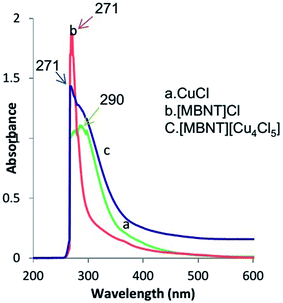 2
271
b
271
1.5
290
a.CuCl
b.[MBNT]Cl
C.[MBNT][Cu4Cl5]
Absorbance
1
c
0.5
a
0
200 300 400 500 600
Wavelength (nm)